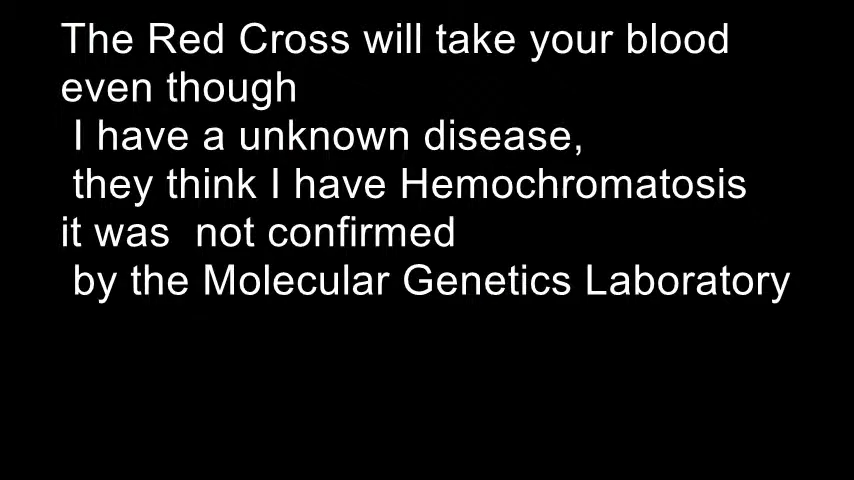 The Red Cross will take your blood
even though
I have a unknown disease,
they think I have Hemochromatosis
it was  not confirmed
by the Molecular Genetics Laboratory